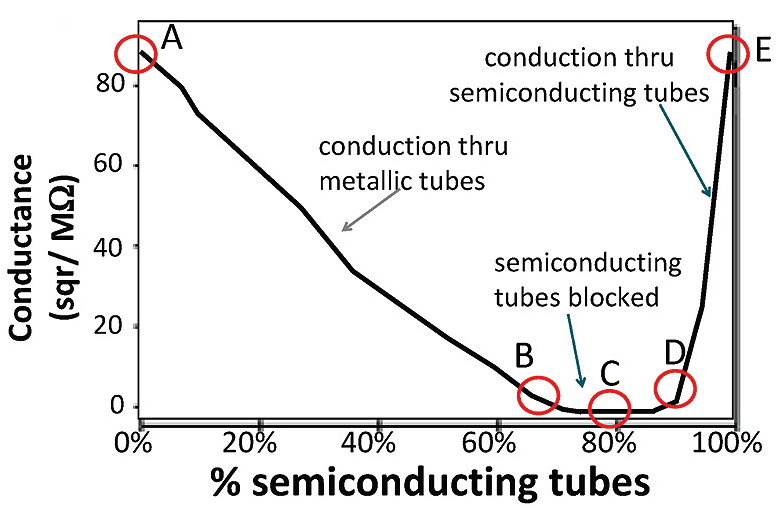 A
E
conduction thru
semiconducting tubes
80
conduction thru
metallic tubes
60
Conductance
(sqr/ MΩ)
40
semiconducting
tubes blocked
20
B
C
D
0
0%
20%
40%
60%
80%
100%
% semiconducting tubes